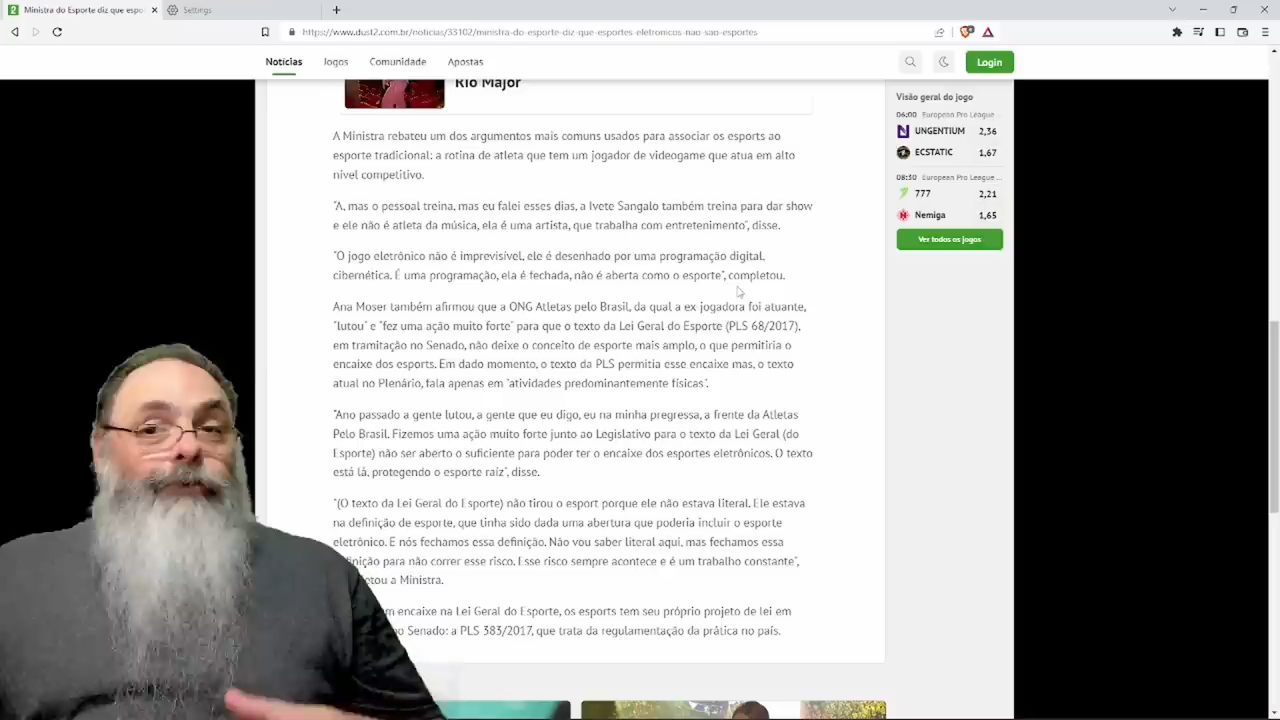 Ministra do Esporte diz que espo
Settings
https://www.dust2.com.br/noticias/33102/ministra-do-esporte-diz-que-esportes-eletronicos-nao-sao-esportes
Notícias
Jogos
Comunidade
Apostas
Login
Rio Major
A Ministra rebateu um dos argumentos mais comuns usados para associar os esports ao
esporte tradicional: a rotina de atleta que tem um jogador de videogame que atua em alto
nível competitivo.
"A, mas o pessoal treina, mas eu falei esses dias, a Ivete Sangalo também treina para dar show
e ele não é atleta da música, ela é uma artista, que trabalha com entretenimento", disse.
"O jogo eletrônico não é imprevisível, ele é desenhado por uma programação digital,
cibernética. É uma programação, ela é fechada, não é aberta como o esporte", completou.
Ana Moser também afirmou que a ONG Atletas pelo Brasil, da qual a ex jogadora foi atuante,
"lutou" e "fez uma ação muito forte" para que o texto da Lei Geral do Esporte (PLS 68/2017),
em tramitação no Senado, não deixe o conceito de esporte mais amplo, o que permitiria o
encaixe dos esports. Em dado momento, o texto da PLS permitia esse encaixe mas, o texto
atual no Plenário, fala apenas em "atividades predominantemente físicas".
"Ano passado a gente lutou, a gente que eu digo, eu na minha pregressa, a frente da Atletas
Pelo Brasil. Fizemos uma ação muito forte junto ao Legislativo para o texto da Lei Geral (do
Esporte) não ser aberto o suficiente para poder ter o encaixe dos esportes eletrônicos. O texto
está lá, protegendo o esporte raíz", disse.
"(O texto da Lei Geral do Esporte) não tirou o esport porque ele não estava literal. Ele estava
na definição de esporte, que tinha sido dada uma abertura que poderia incluir o esporte
eletrônico. E nós fechamos essa definição. Não vou saber literal aqui, mas fechamos essa
finição para não correr esse risco. Esse risco sempre acontece e é um trabalho constante",
etou a Ministra.
encaixe na Lei Geral do Esporte, os esports tem seu próprio projeto de lei em
no Senado: a PLS 383/2017, que trata da regulamentação da prática no país.
Visão geral do jogo
06:00 European Pro League ...
UNGENTIUM 2,36
ECSTATIC 1,67
08:30 European Pro League ...
777 2,21
Nemiga 1,65
Ver todos os jogos